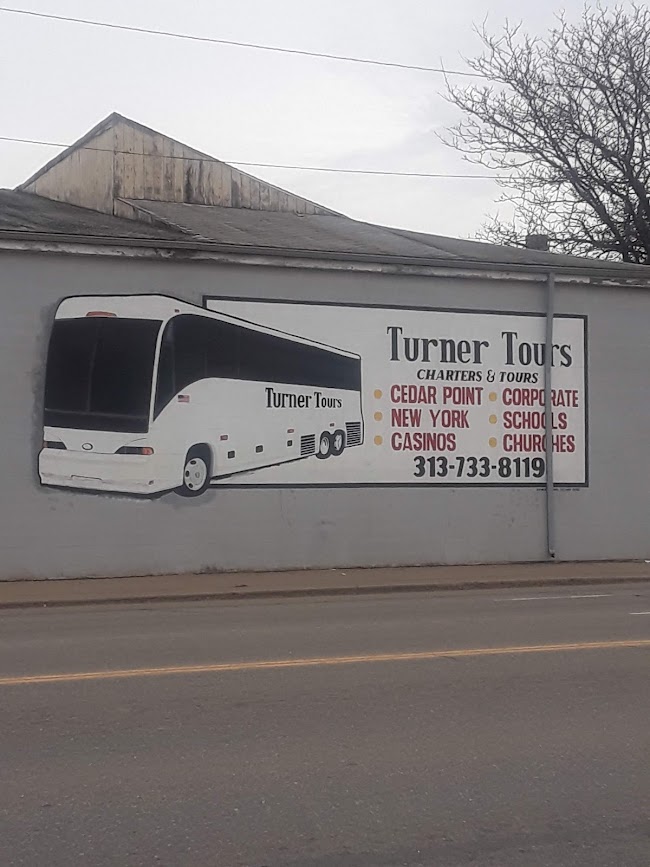 Turner Tours
CHARTERS & TOURS
CEDAR POINT
NEW YORK
CASINOS
CORPORATE
SCHOOLS
CHURCHES
313-733-8119
Turner Tours